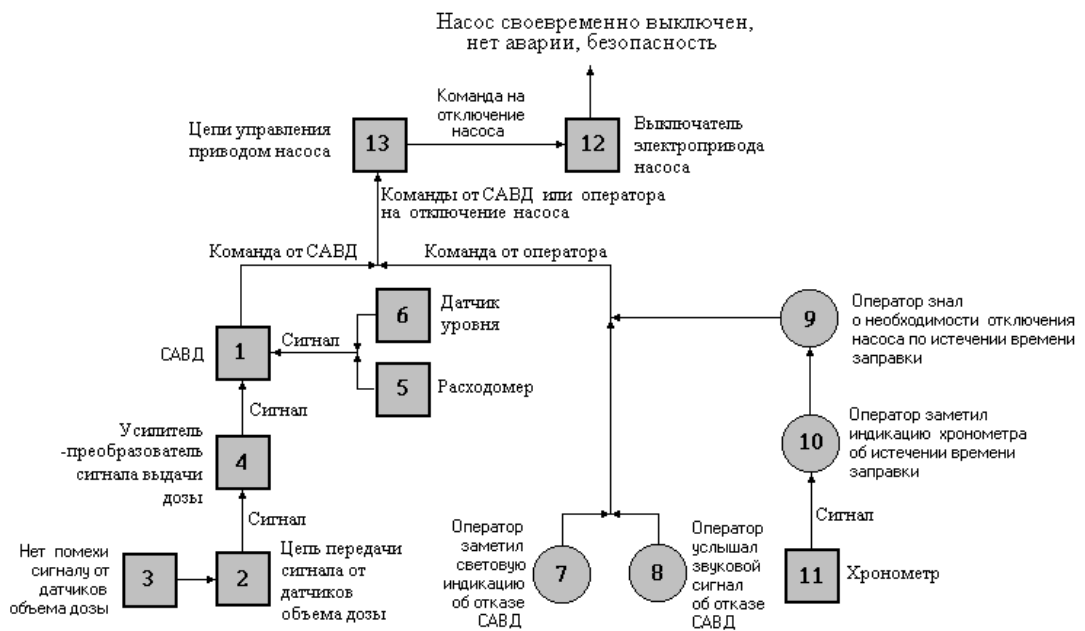 Насос своевременно выключен,
нет аварии, безопасность
Команда на
отключение
насоса
Цепи управления
приводом насоса
13
12
Выключатель
электропривода
насоса
Команды от САВД или оператора
на отключение насоса
Команда от САВД
Команда от оператора
6
Датчик
уровня
9
Оператор знал
о необходимости отключения
насоса по истечении времени
заправки
САВД
1
Сигнал
5
Расходомер
Сигнал
Усилитель
-преобразователь
сигнала выдачи
дозы
4
10
Оператор заметил
индикацию хронометра
об истечении времени
заправки
Сигнал
Сигнал
Нет помехи
сигналу от
датчиков
объема дозы
3
2
Цепь передачи
сигнала от
датчиков
объема дозы
Оператор
заметил
световую
индикацию
об отказе
САВД
7
8
Оператор
услышал
звуковой
сигнал
об отказе
САВД
11
Хронометр